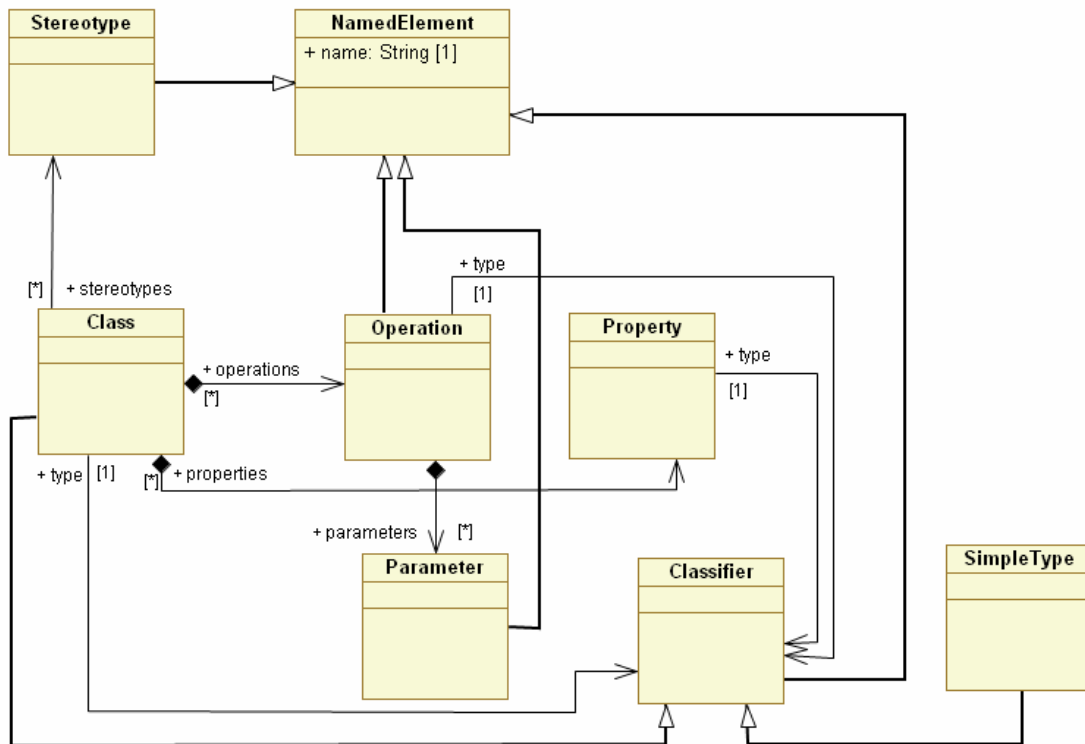 Stereotype
NamedElement
+ name: String [1]
+ type
[1]
[*]
+ stereotypes
Class
Operation
Property
+ operations
[*]
+ type
[1]
+ type
[1]
[*]
+ properties
+ parameters
[*]
Parameter
Classifier
SimpleType